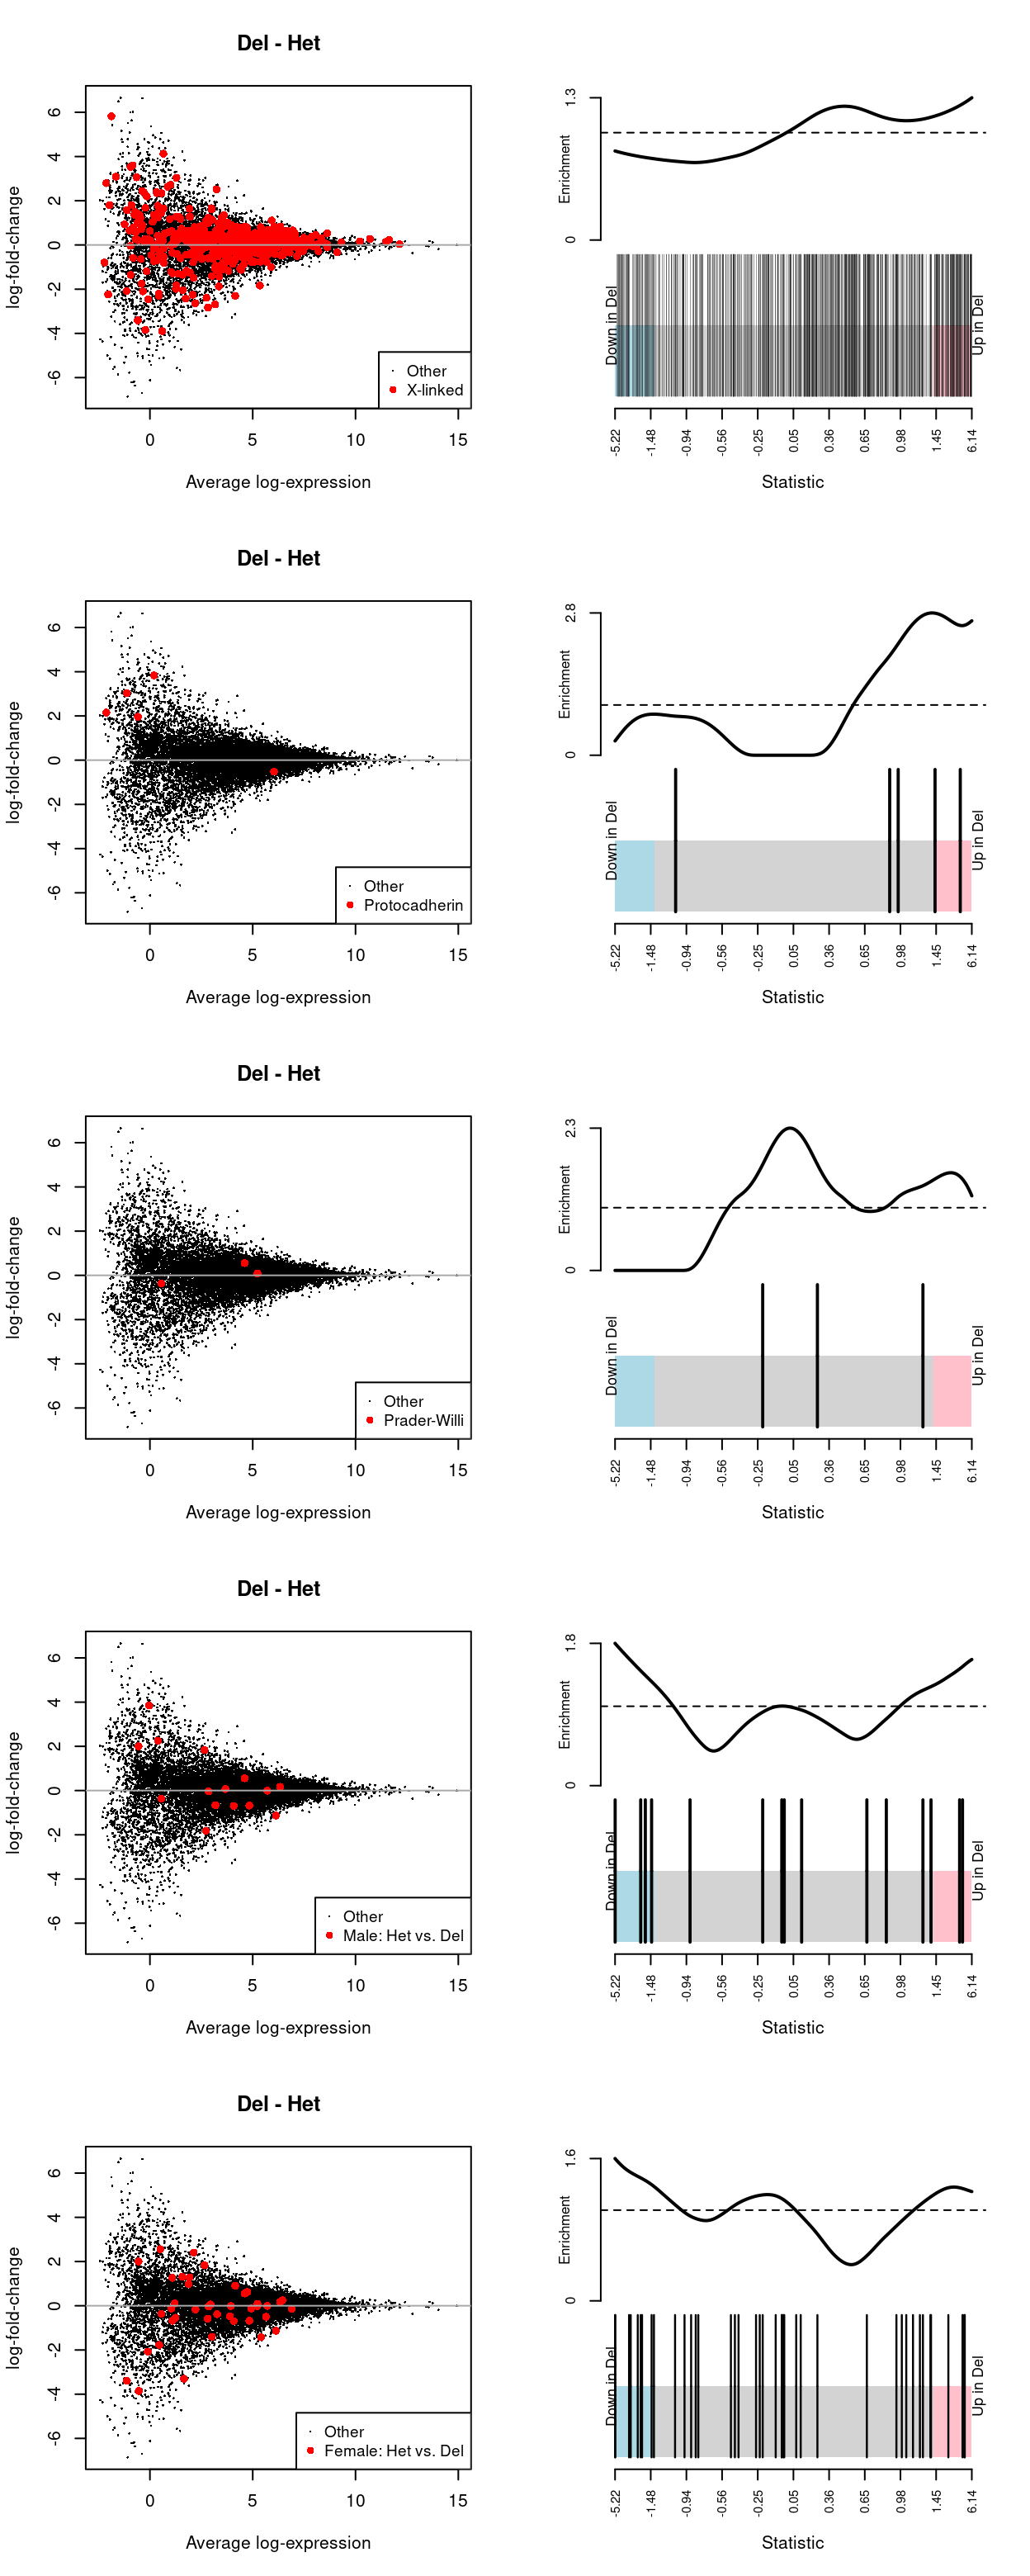 Del - Het
log-fold-change
6
4
2
0
-2
-4
-6
Other
X-linked
0 5 10 15
Average log-expression
1.3
Enrichment
0
Down in Del
Up in Del
-5.22 -1.48 -0.94 -0.56 -0.25 0.05 0.36 0.65 0.98 1.45 6.14
Statistic
Del - Het
log-fold-change
6
4
2
0
-2
-4
-6
Other
Protocadherin
0 5 10 15
Average log-expression
2.8
Enrichment
0
Down in Del
Up in Del
-5.22 -1.48 -0.94 -0.56 -0.25 0.05 0.36 0.65 0.98 1.45 6.14
Statistic
Del - Het
log-fold-change
6
4
2
0
-2
-4
-6
Other
Prader-Willi
0 5 10 15
Average log-expression
2.3
Enrichment
0
Down in Del
Up in Del
-5.22 -1.48 -0.94 -0.56 -0.25 0.05 0.36 0.65 0.98 1.45 6.14
Statistic
Del - Het
log-fold-change
6
4
2
0
-2
-4
-6
Other
Male: Het vs. Del
0 5 10 15
Average log-expression
1.8
Enrichment
0
Down in Del
Up in Del
-5.22 -1.48 -0.94 -0.56 -0.25 0.05 0.36 0.65 0.98 1.45 6.14
Statistic
Del - Het
log-fold-change
6
4
2
0
-2
-4
-6
Other
Female: Het vs. Del
0 5 10 15
Average log-expression
1.6
Enrichment
0
Down in Del
Up in Del
-5.22 -1.48 -0.94 -0.56 -0.25 0.05 0.36 0.65 0.98 1.45 6.14
Statistic